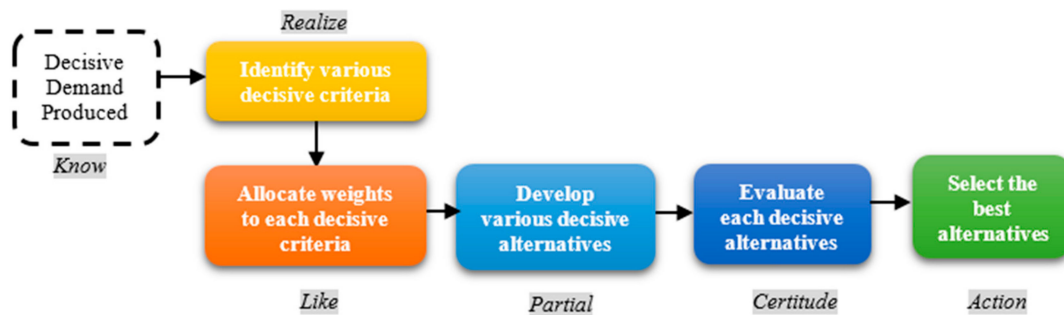 Realize
Decisive
Demand
Produced
Identify various
decisive criteria
Know
Allocate weights
to each decisive
criteria
Develop
various decisive
alternatives
Evaluate
each decisive
alternatives
Select the
best
alternatives
Like
Partial
Certitude
Action